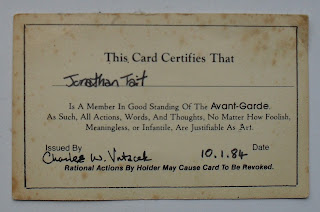 This Card Certifies That
Jonathan Tait
Is A Member In Good Standing Of The Avant-Garde.
As Such, All Actions, Words, And Thoughts, No Matter How Foolish,
Meaningless, or Infantile, Are Justifiable As Art.
Issued By Date
Charles W. 10.1.84
Rational Actions By Holder May Cause Card To Be Revoked.